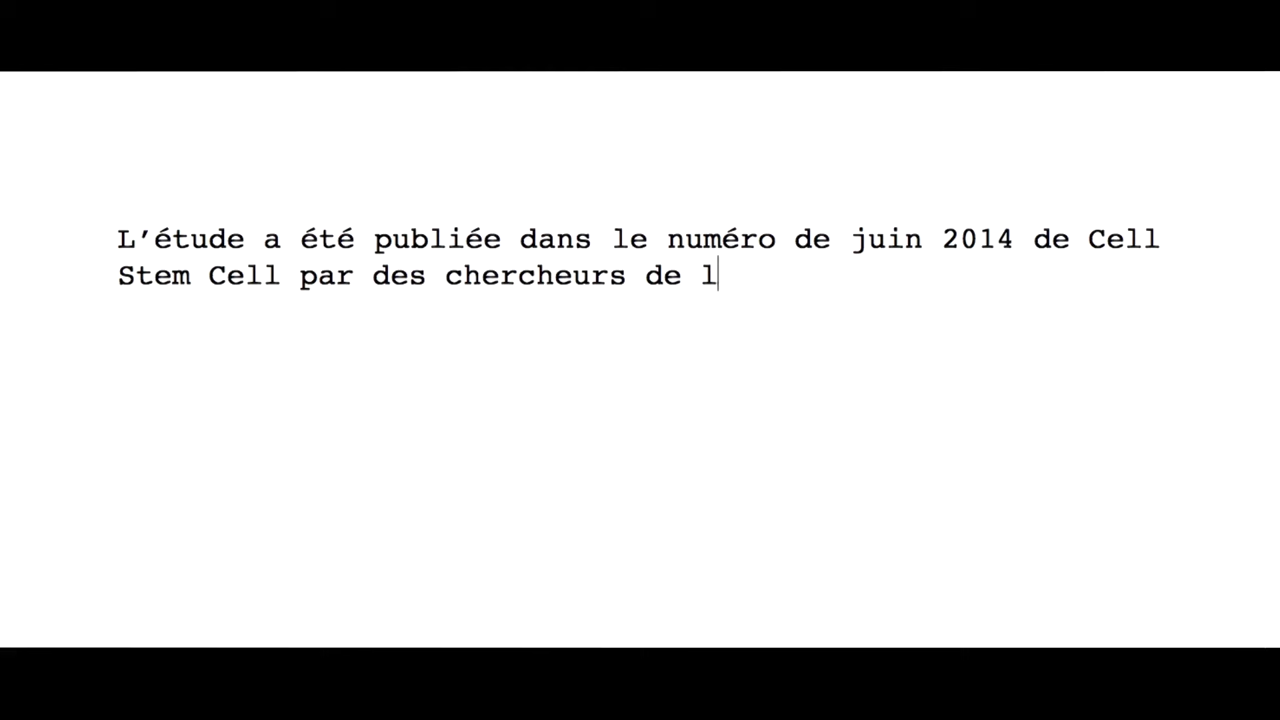 L’étude a été publiée dans le numéro de juin 2014 de Cell
Stem Cell par des chercheurs de l